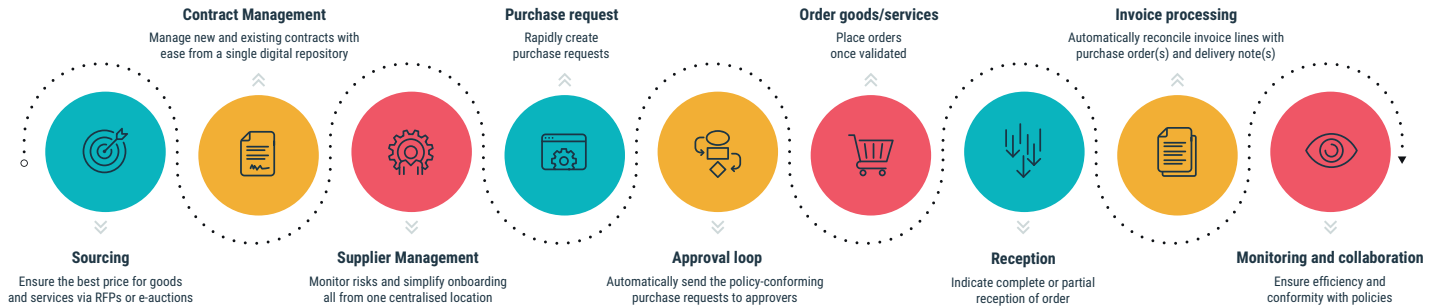 Contract Management
Manage new and existing contracts with
ease from a single digital repository
Purchase request
Rapidly create
purchase requests
Order goods/services
Place orders
once validated
Invoice processing
Automatically reconcile invoice lines with
purchase order(s) and delivery note(s)
Sourcing
Ensure the best price for goods
and services via RFPs or e-auctions
Supplier Management
Monitor risks and simplify onboarding
all from one centralised location
Approval loop
Automatically send the policy-conforming
purchase requests to approvers
Reception
Indicate complete or partial
reception of order
Monitoring and collaboration
Ensure efficiency and
conformity with policies